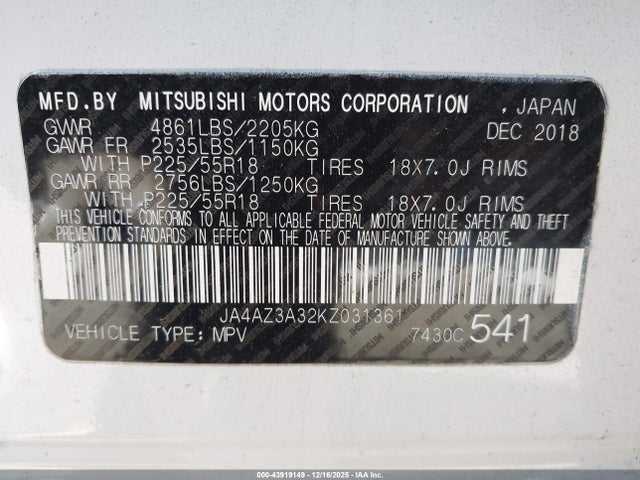 MFD.BY MITSUBISHI MOTORS CORPORATION , JAPAN
GVWR 4861LBS/2205KG DEC 2018
GAWR FR 2535LBS/1150KG
WITH P225/55R18 TIRES 18X7.0J RIMS
GAWR RR 2756LBS/1250KG
WITH P225/55R18 TIRES 18X7.0J RIMS
THIS VEHICLE CONFORMS TO ALL APPLICABLE FEDERAL MOTOR VEHICLE SAFETY AND THEFT
PREVENTION STANDARDS IN EFFECT ON THE DATE OF MANUFACTURE SHOWN ABOVE.
JA4AZ3A32KZ031361
VEHICLE TYPE: MPV 7430C 541
000-43919149 - 12/16/2025 - IAAI.COM